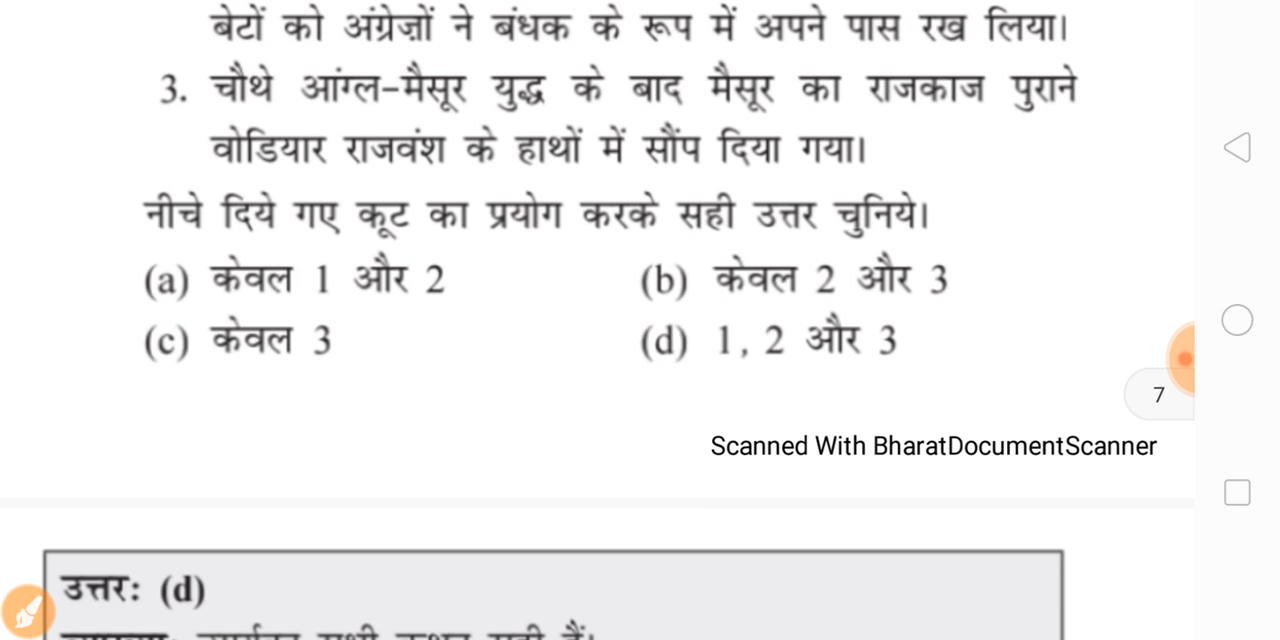 बेटों को अंग्रेज़ों ने बंधक के रूप में अपने पास रख लिया।
3. चौथे आंग्ल-मैसूर युद्ध के बाद मैसूर का राजकाज पुराने
वोडियार राजवंश के हाथों में सौंप दिया गया।
नीचे दिये गए कूट का प्रयोग करके सही उत्तर चुनिये।
(a) केवल 1 और 2 (b) केवल 2 और 3
(c) केवल 3 (d) 1, 2 और 3
7
Scanned With BharatDocumentScanner
उत्तर: (d)